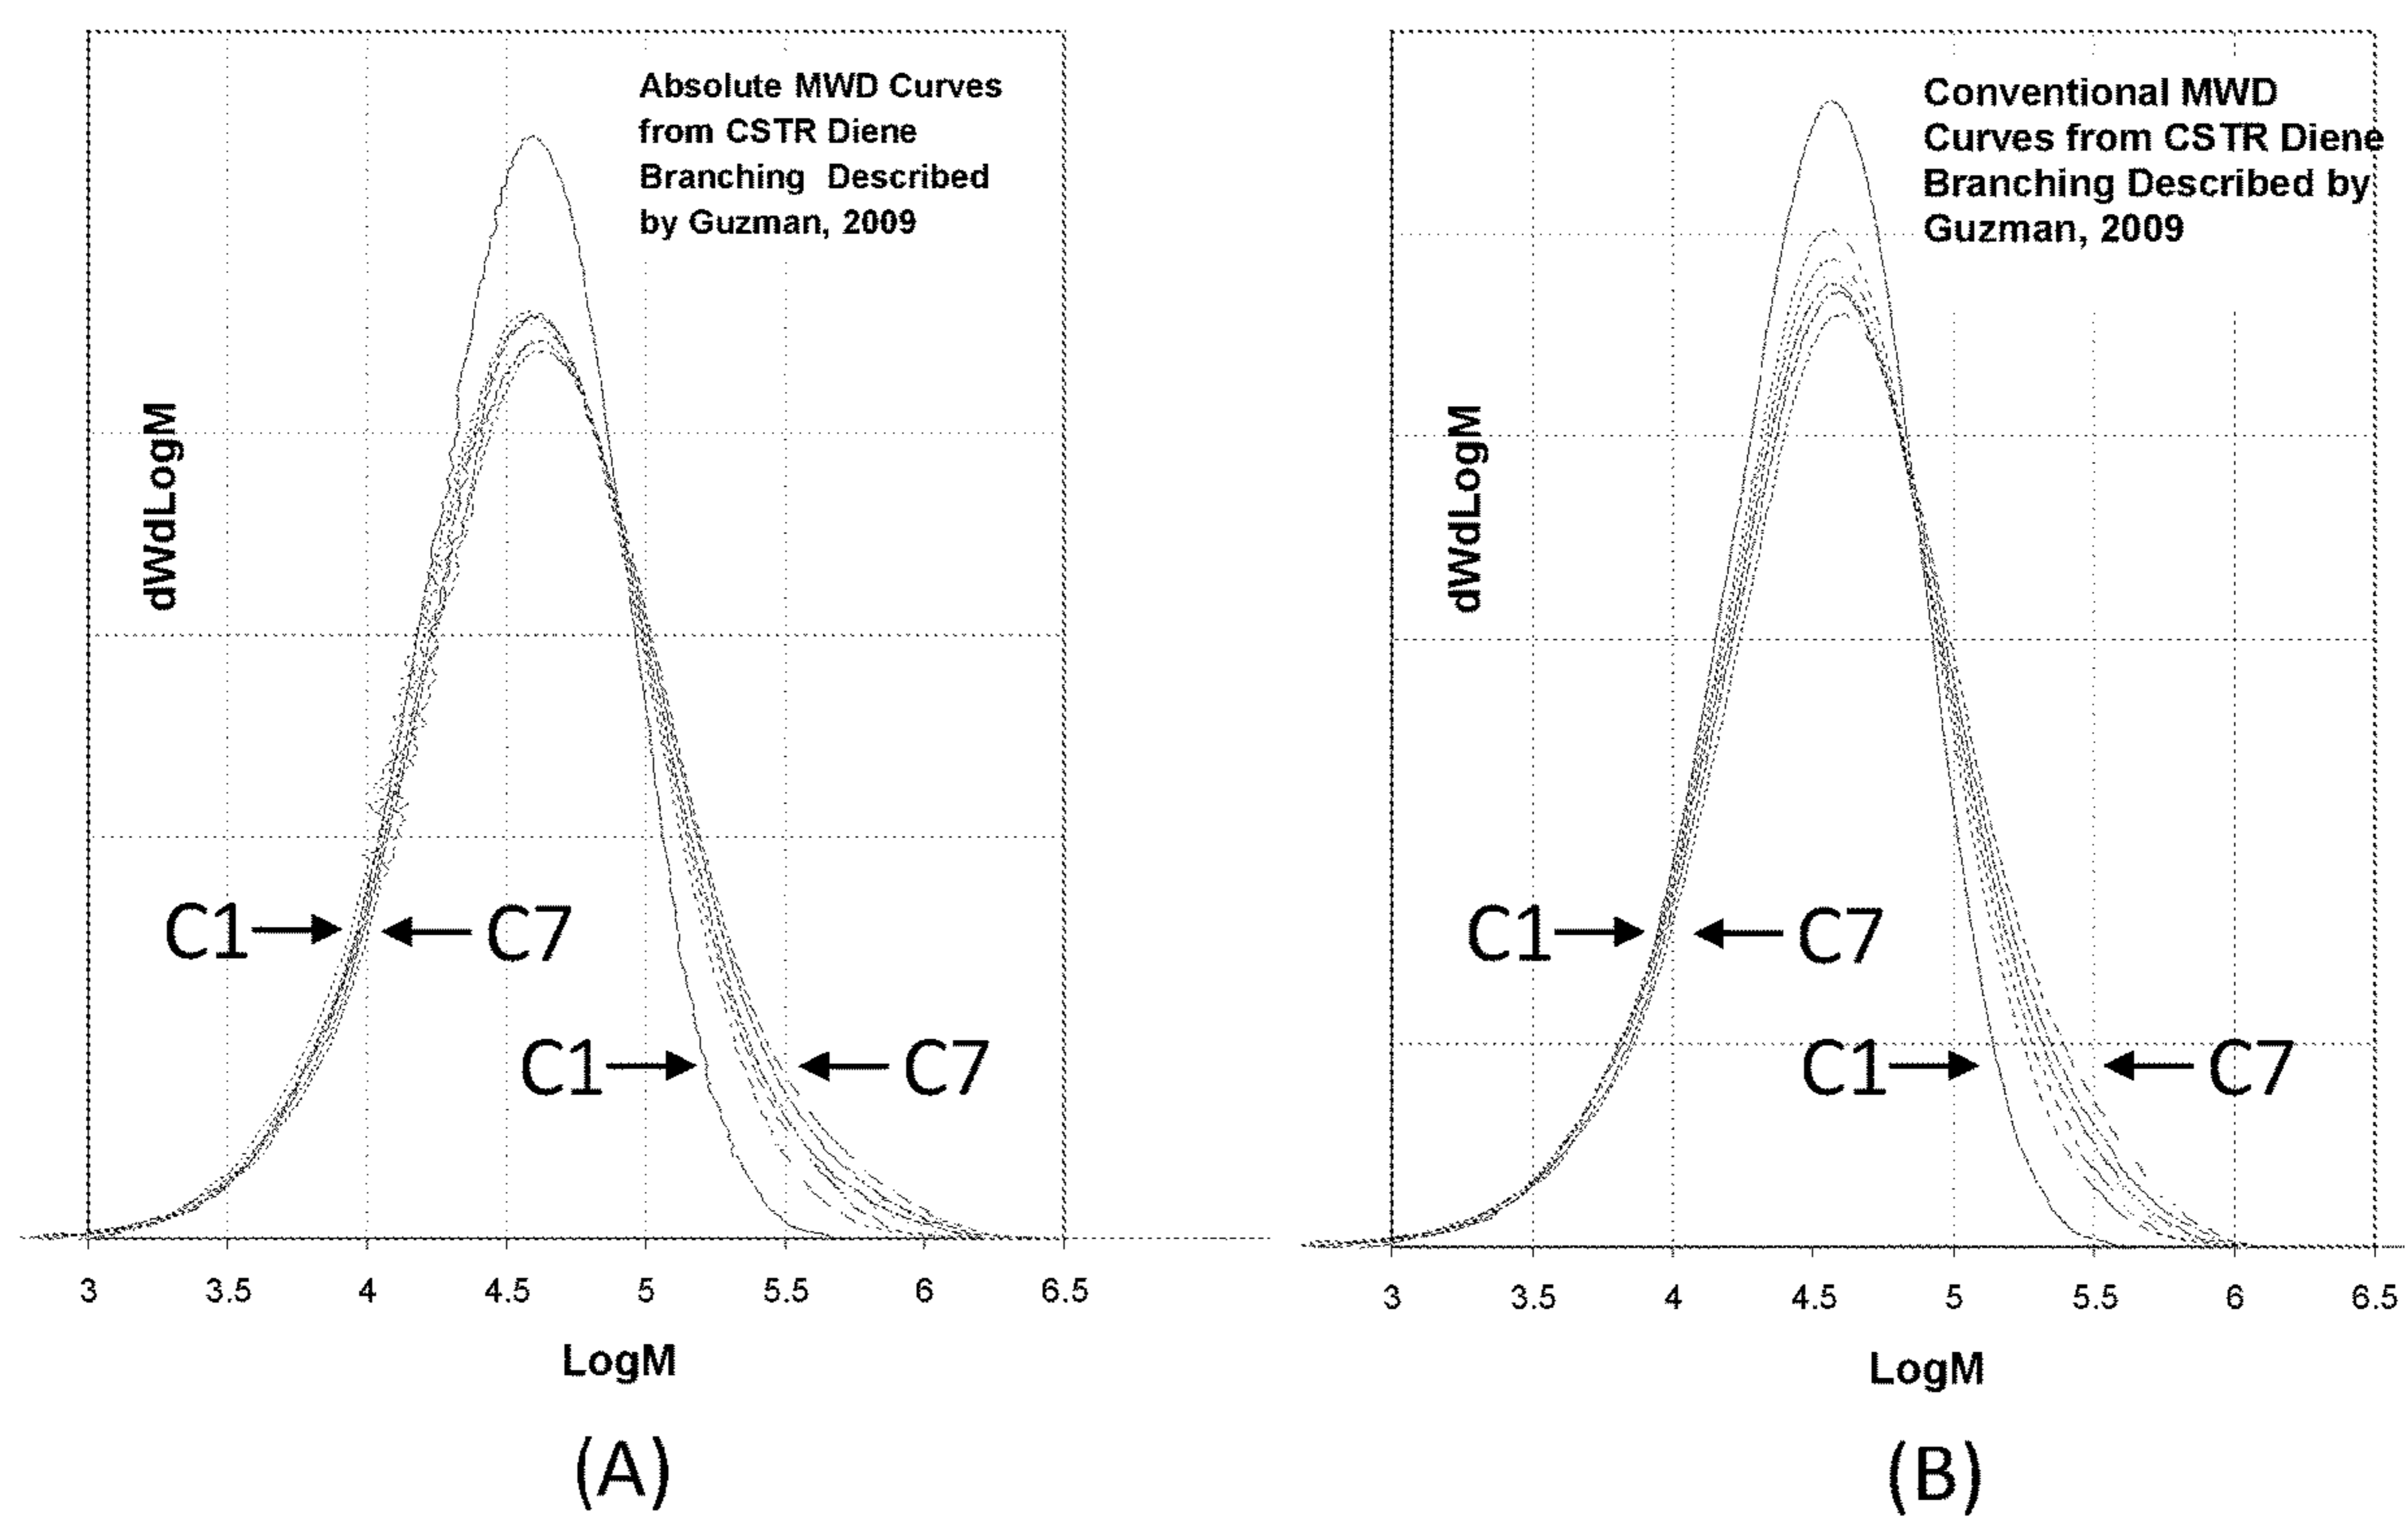 Absolute MWD Curves
from CSTR Diene
Branching Described
by Guzman, 2009
dWdLogM
C1
C7
C1
C7
3 3.5 4 4.5 5 5.5 6 6.5
LogM
(A)
Conventional MWD
Curves from CSTR Diene
Branching Described by
Guzman, 2009
dWdLogM
C1
C7
C1
C7
3 3.5 4 4.5 5 5.5 6 6.5
LogM
(B)